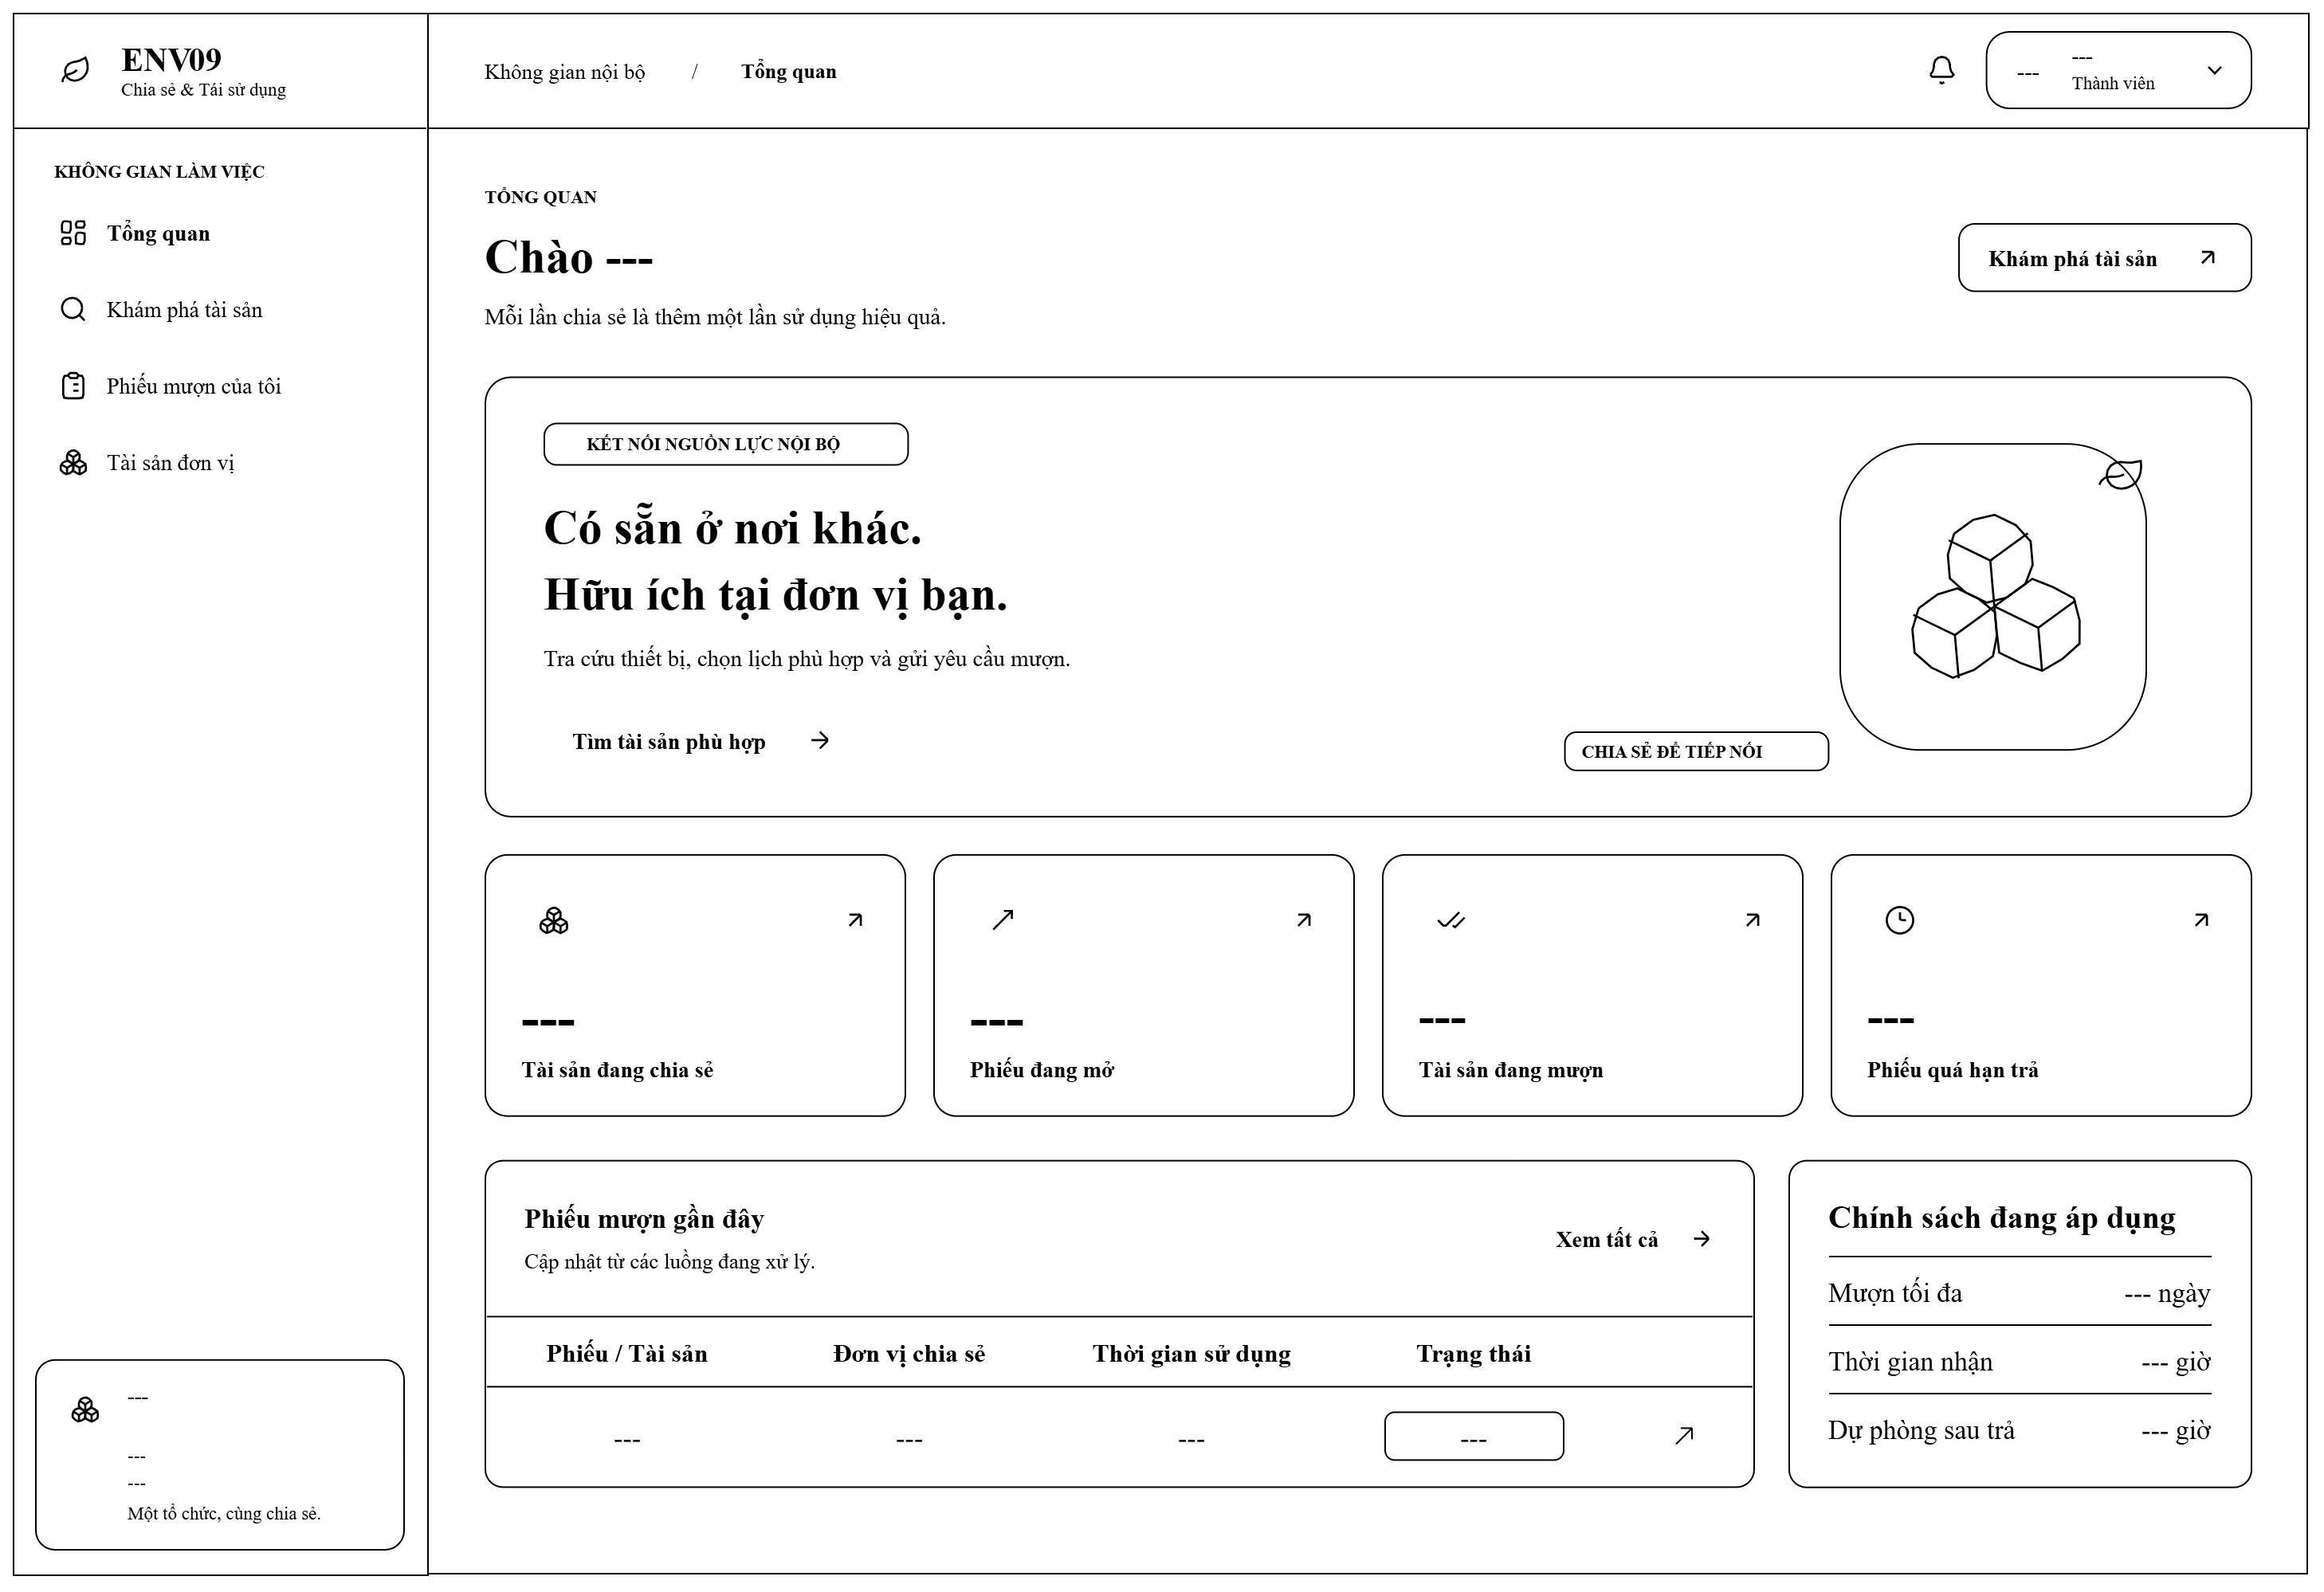 ENV09
Chia sẻ & Tái sử dụng
Không gian nội bộ / Tổng quan
---
---
Thành viên
KHÔNG GIAN LÀM VIỆC
Tổng quan
Khám phá tài sản
Phiếu mượn của tôi
Tài sản đơn vị
---
---
---
Một tổ chức, cùng chia sẻ.
TỔNG QUAN
Chào ---
Mỗi lần chia sẻ là thêm một lần sử dụng hiệu quả.
Khám phá tài sản
KẾT NỐI NGUỒN LỰC NỘI BỘ
Có sẵn ở nơi khác.
Hữu ích tại đơn vị bạn.
Tra cứu thiết bị, chọn lịch phù hợp và gửi yêu cầu mượn.
Tìm tài sản phù hợp
CHIA SẺ ĐỂ TIẾP NỐI
---
Tài sản đang chia sẻ
---
Phiếu đang mở
---
Tài sản đang mượn
---
Phiếu quá hạn trả
Phiếu mượn gần đây
Cập nhật từ các luồng đang xử lý.
Xem tất cả
Phiếu / Tài sản Đơn vị chia sẻ Thời gian sử dụng Trạng thái
--- --- --- ---
Chính sách đang áp dụng
Mượn tối đa --- ngày
Thời gian nhận --- giờ
Dự phòng sau trả --- giờ